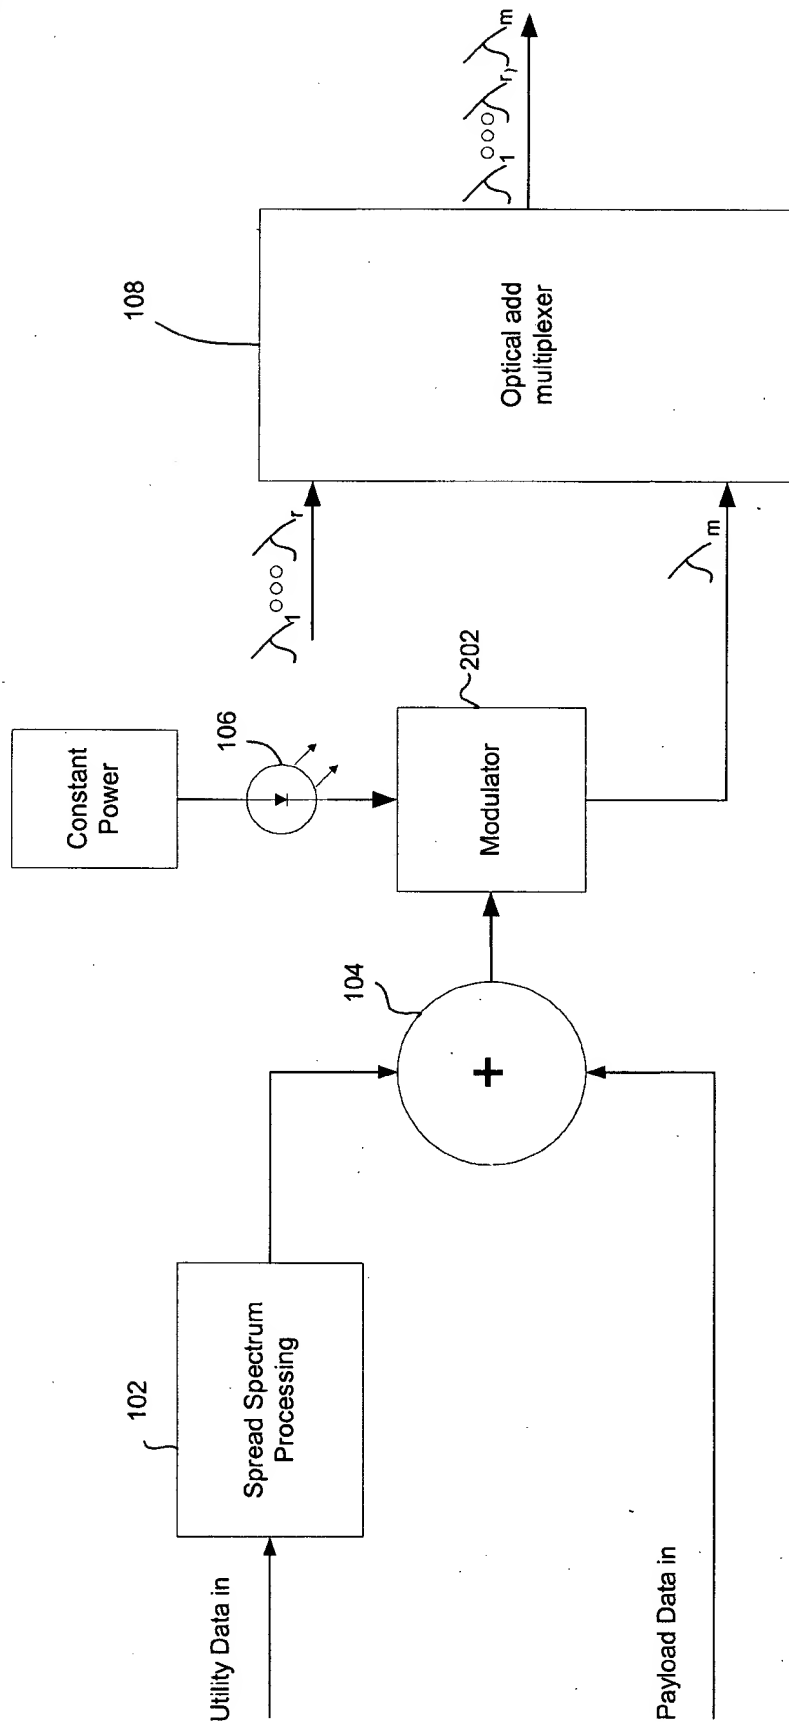 Utility Data in
102
Spread Spectrum
Processing
Payload Data in
104
+
Constant
Power
106
202
Modulator
λ1 ooo λr
λm
108
Optical add
multiplexer
λ1 ooo λr, λm